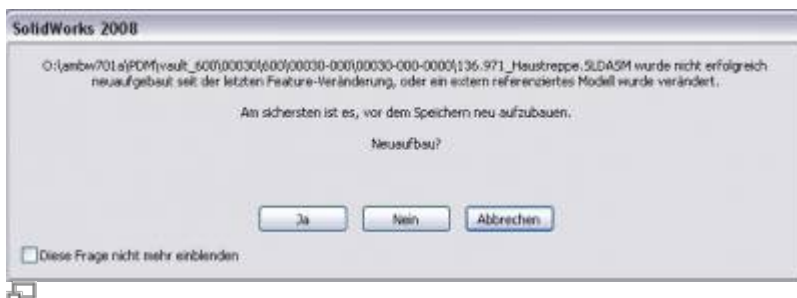 SolidWorks 2008
O:\ambw701a\PDM\vault_600\00030\600\00030-000\00030-000-0000\136.971_Haustreppe.SLDASM wurde nicht erfolgreich
neuaufgebaut seit der letzten Feature-Veränderung, oder ein extern referenziertes Modell wurde verändert.
Am sichersten ist es, vor dem Speichern neu aufzubauen.
Neuaufbau?
Ja Nein Abbrechen
Diese Frage nicht mehr einblenden